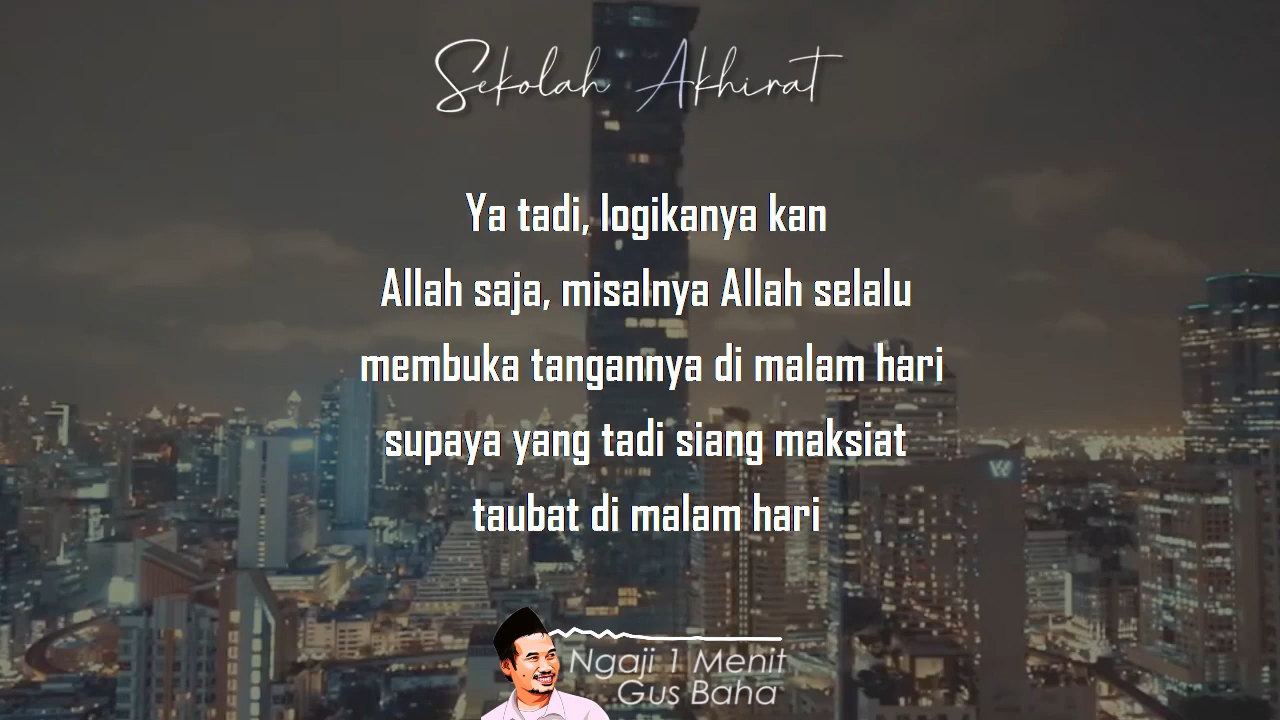 Sekolah Akhirat
Ya tadi, logikanya kan
Allah saja, misalnya Allah selalu
membuka tangannya di malam hari
supaya yang tadi siang maksiat
taubat di malam hari
Ngaji 1 Menit
Gus Baha